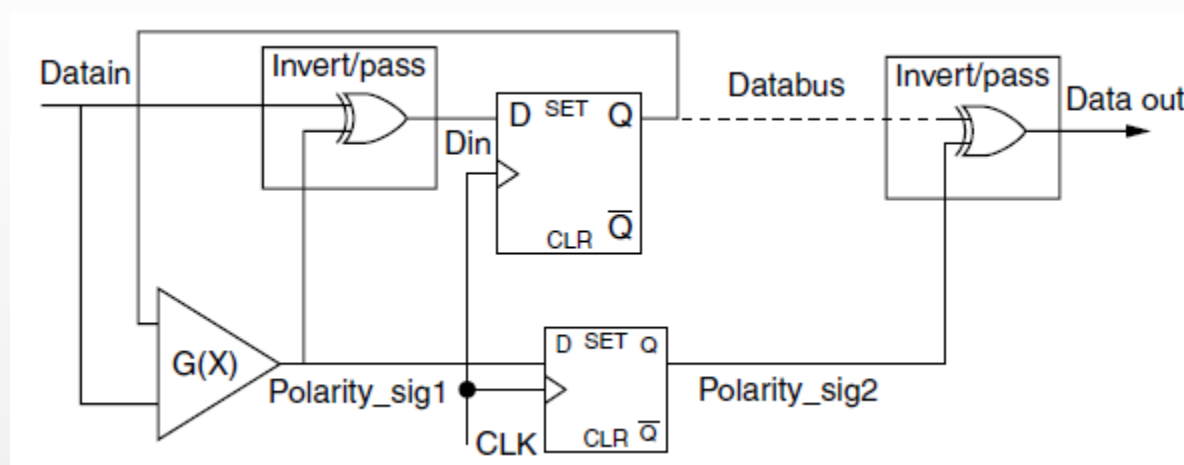 Datain
Invert/pass
D SET Q
Din
Q
CLR
Databus
Invert/pass
Data out
G(X)
Polarity_sig1
CLK
D SET Q
CLR Q
Polarity_sig2